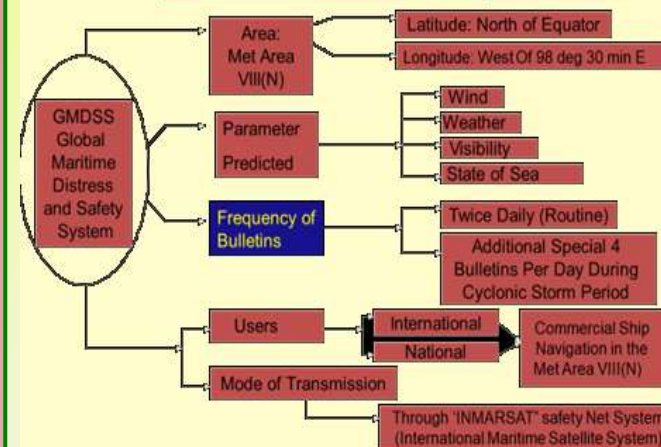 GMDSS
Global
Maritime
Distress
and Safety
System
Area:
Met Area
VIII(N)
Latitude: North of Equator
Longitude: West Of 98 deg 30 min E
Parameter
Predicted
Wind
Weather
Visibility
State of Sea
Frequency of
Bulletins
Twice Daily (Routine)
Additional Special 4
Bulletins Per Day During
Cyclonic Storm Period
Users
International
National
Commercial Ship
Navigation in the
Met Area VIII(N)
Mode of Transmission
Through 'INMARSAT" safety Net System
(International Maritime Satellite System)